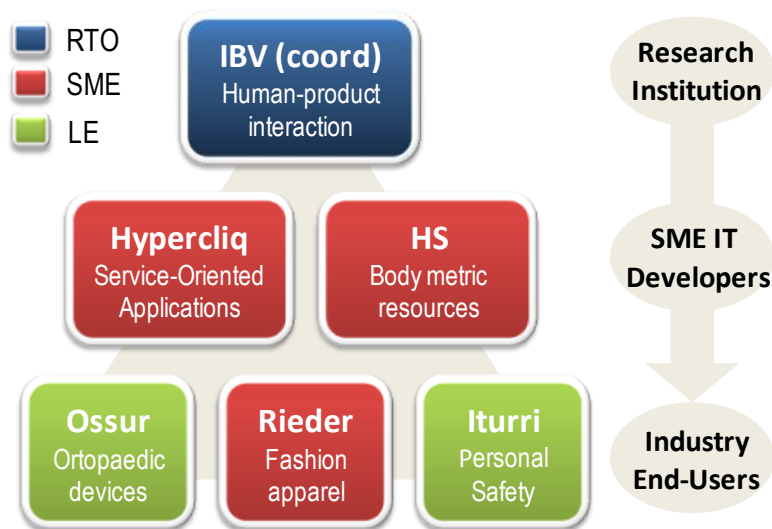 RTO
SME
LE
IBV (coord)
Human-product
interaction
Research
Institution
Hypercliq
Service-Oriented
Applications
HS
Body metric
resources
SME IT
Developers
Ossur
Ortopaedic
devices
Rieder
Fashion
apparel
Iturri
Personal
Safety
Industry
End-Users